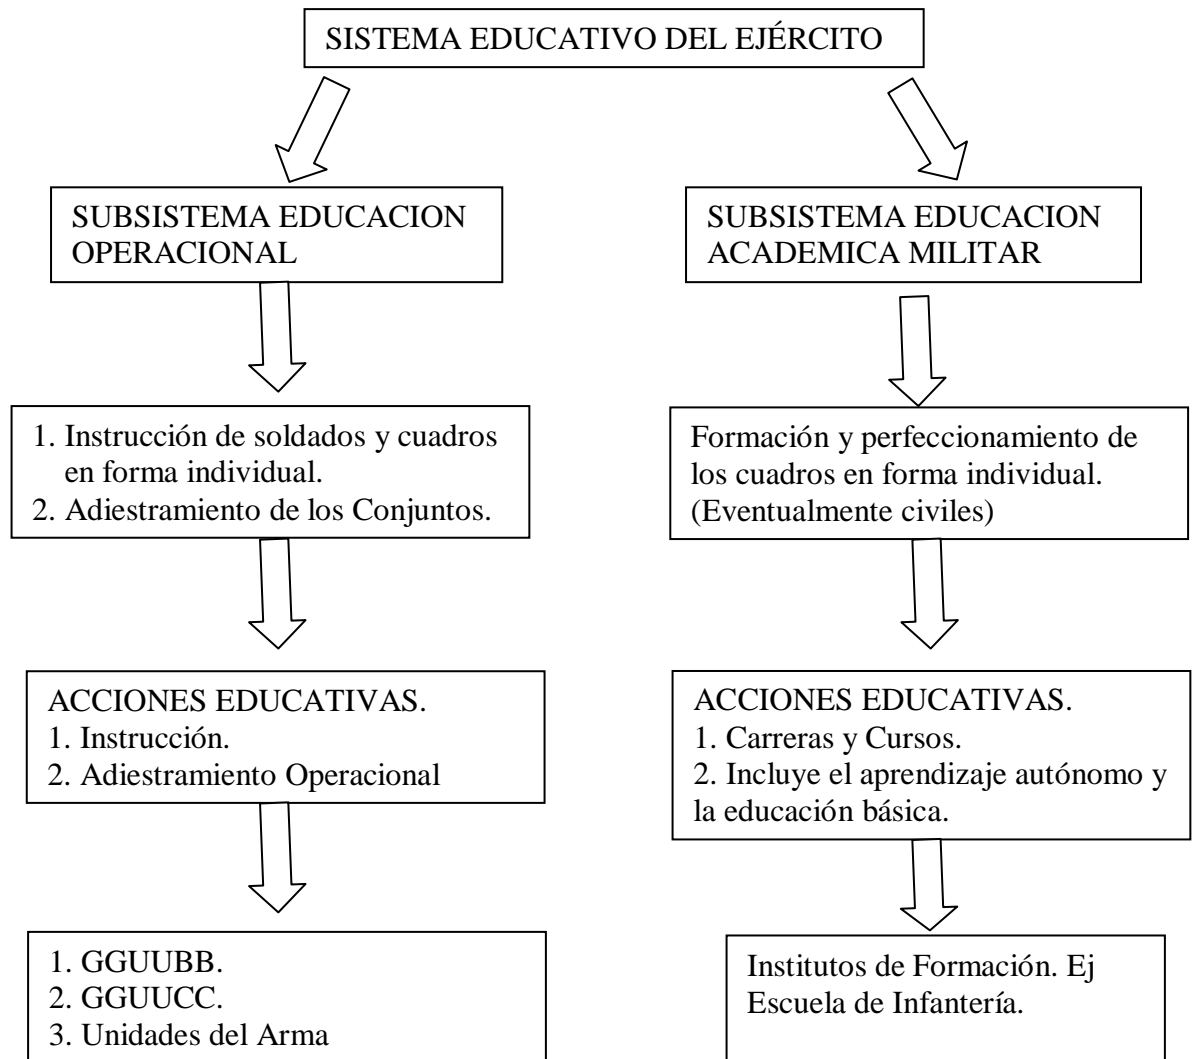 SISTEMA EDUCATIVO DEL EJÉRCITO
SUBSISTEMA EDUCACION
OPERACIONAL
SUBSISTEMA EDUCACION
ACADEMICA MILITAR
1. Instrucción de soldados y cuadros
en forma individual.
2. Adiestramiento de los Conjuntos.
Formación y perfeccionamiento de
los cuadros en forma individual.
(Eventualmente civiles)
ACCIONES EDUCATIVAS.
1. Instrucción.
2. Adiestramiento Operacional
ACCIONES EDUCATIVAS.
1. Carreras y Cursos.
2. Incluye el aprendizaje autónomo y
la educación básica.
1. GGUUBB.
2. GGUUCC.
3. Unidades del Arma
Institutos de Formación. Ej
Escuela de Infantería.